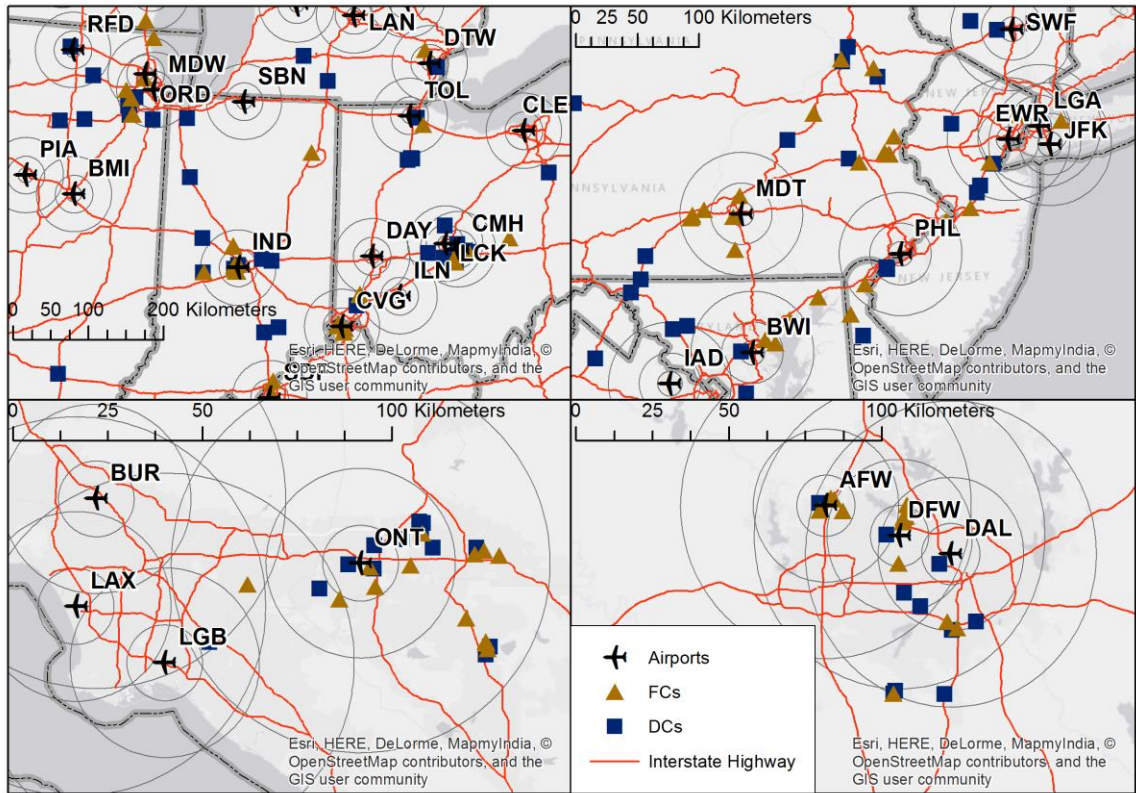 RFD
LAN
DTW
MDW
ORD
SBN
TOL
CLE
PIA
BMI
IND
DAY
CMH
LCK
ILN
CVG
0 50 100 200 Kilometers
SDF
Esri, HERE, DeLorme, MapmyIndia, ©
OpenStreetMap contributors, and the
GIS user community
0 25 50 100 Kilometers
PENNSYLVANIA
SWF
NEW JERSEY
LGA
EWR
JFK
MDT
PHL
NEW JERSEY
BWI
IAD
Esri, HERE, DeLorme, MapmyIndia, ©
OpenStreetMap contributors, and the
GIS user community
0 25 50 100 Kilometers
BUR
ONT
LAX
LGB
Esri, HERE, DeLorme, MapmyIndia, ©
OpenStreetMap contributors, and the
GIS user community
0 25 50 100 Kilometers
AFW
DFW
DAL
Airports
FCs
DCs
Interstate Highway
Esri, HERE, DeLorme, MapmyIndia, ©
OpenStreetMap contributors, and the
GIS user community